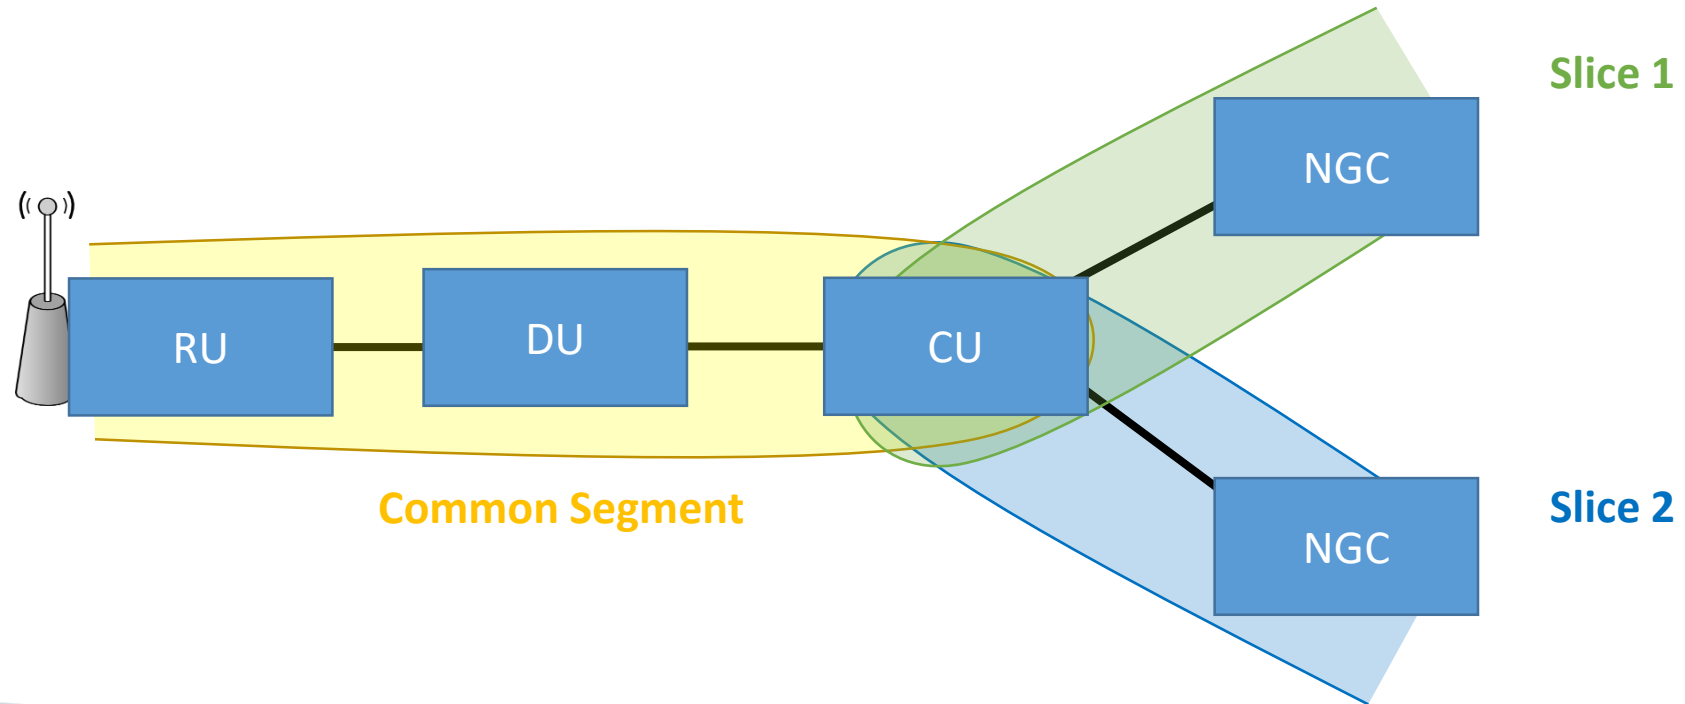 Slice 1
NGC
RU
DU
CU
Common Segment
Slice 2
NGC